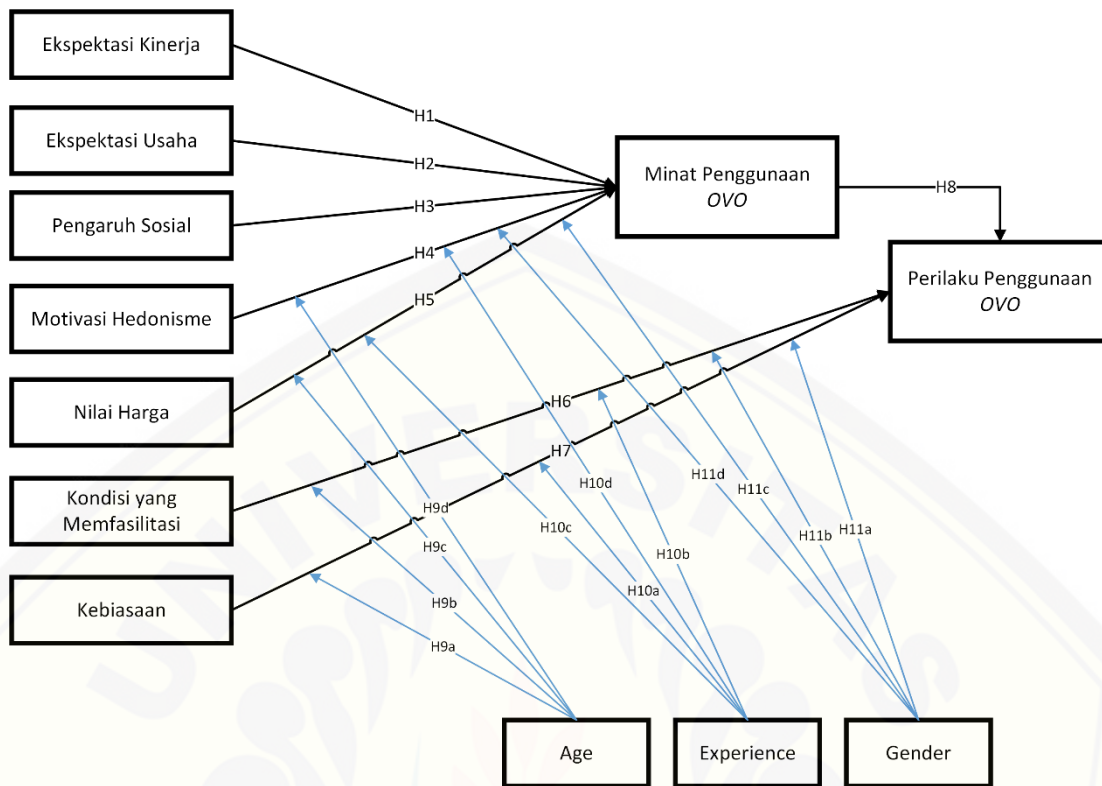 Ekspektasi Kinerja
H1
Ekspektasi Usaha
H2
Minat Penggunaan
OVO
H8
Pengaruh Sosial
H3
H4
Perilaku Penggunaan
OVO
Motivasi Hedonisme
H5
Nilai Harga
H6
H7
Kondisi yang
Memfasilitasi
H9d
H10d
H11d
H11c
H9c
H10c
H10b
H11b
H11a
Kebiasaan
H9b
H10a
H9a
Age
Experience
Gender
UNIVERSITAS